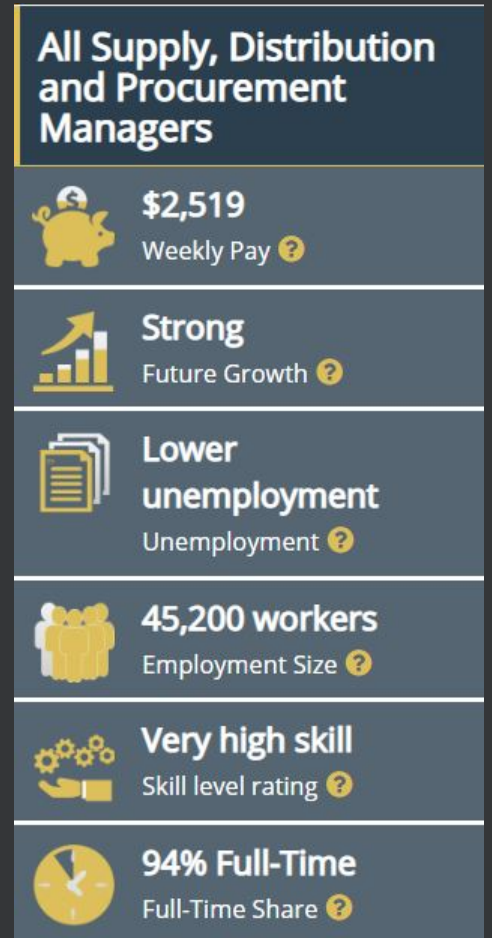 All Supply, Distribution
and Procurement
Managers
$2,519
Weekly Pay ?
Strong
Future Growth ?
Lower
unemployment
Unemployment ?
45,200 workers
Employment Size ?
Very high skill
Skill level rating ?
94% Full-Time
Full-Time Share ?